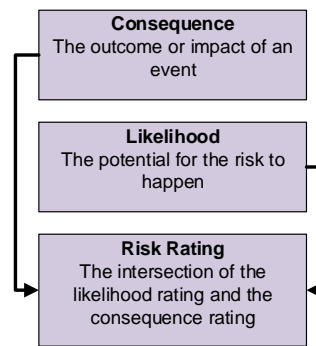 Consequence
The outcome or impact of an
event
Likelihood
The potential for the risk to
happen
Risk Rating
The intersection of the
likelihood rating and the
consequence rating